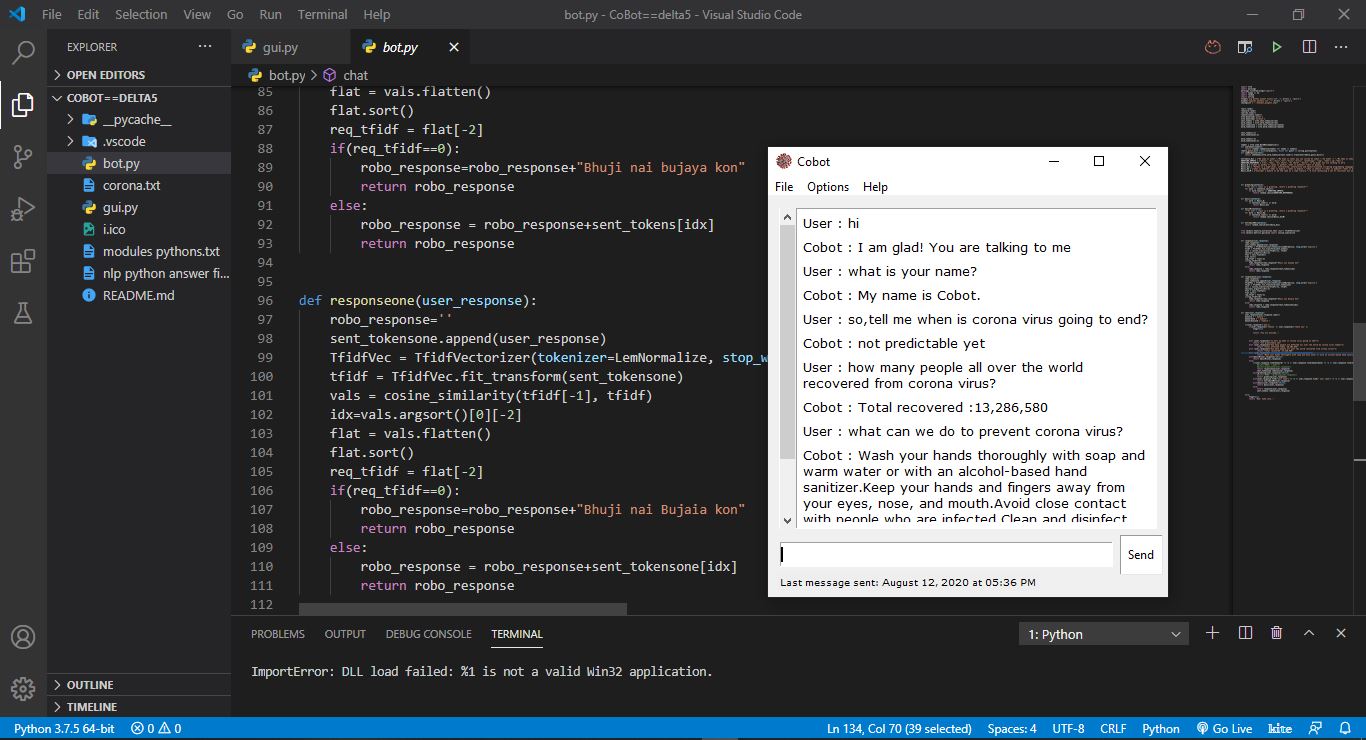 File Edit Selection View Go Run Terminal Help
bot.py - CoBot==delta5 - Visual Studio Code
EXPLORER
OPEN EDITORS
COBOT==DELTA5
__pycache__
.vscode
bot.py
corona.txt
gui.py
i.ico
modules pythons.txt
nlp python answer fi...
README.md
OUTLINE
TIMELINE
gui.py
bot.py
bot.py > chat
85 flat = vals.flatten()
86 flat.sort()
87 req_tfidf = flat[-2]
88 if(req_tfidf==0):
89 robo_response=robo_response+"Bhuji nai bujaya kon"
90 return robo_response
91 else:
92 robo_response = robo_response+sent_tokens[idx]
93 return robo_response
94
95
96 def responseone(user_response):
97 robo_response=''
98 sent_tokensone.append(user_response)
99 TfidfVec = TfidfVectorizer(tokenizer=LemNormalize, stop_w
100 tfidf = TfidfVec.fit_transform(sent_tokensone)
101 vals = cosine_similarity(tfidf[-1], tfidf)
102 idx=vals.argsort()[0][-2]
103 flat = vals.flatten()
104 flat.sort()
105 req_tfidf = flat[-2]
106 if(req_tfidf==0):
107 robo_response=robo_response+"Bhuji nai Bujaia kon"
108 return robo_response
109 else:
110 robo_response = robo_response+sent_tokensone[idx]
111 return robo_response
112
Cobot
File Options Help
User : hi
Cobot : I am glad! You are talking to me
User : what is your name?
Cobot : My name is Cobot.
User : so,tell me when is corona virus going to end?
Cobot : not predictable yet
User : how many people all over the world
recovered from corona virus?
Cobot : Total recovered :13,286,580
User : what can we do to prevent corona virus?
Cobot : Wash your hands thoroughly with soap and
warm water or with an alcohol-based hand
sanitizer.Keep your hands and fingers away from
your eyes, nose, and mouth.Avoid close contact
with people who are infected.Clean and disinfect
Send
Last message sent: August 12, 2020 at 05:36 PM
PROBLEMS OUTPUT DEBUG CONSOLE TERMINAL
1: Python
ImportError: DLL load failed: %1 is not a valid Win32 application.
Python 3.7.5 64-bit 0 0
Ln 134, Col 70 (39 selected) Spaces: 4 UTF-8 CRLF Python Go Live kite